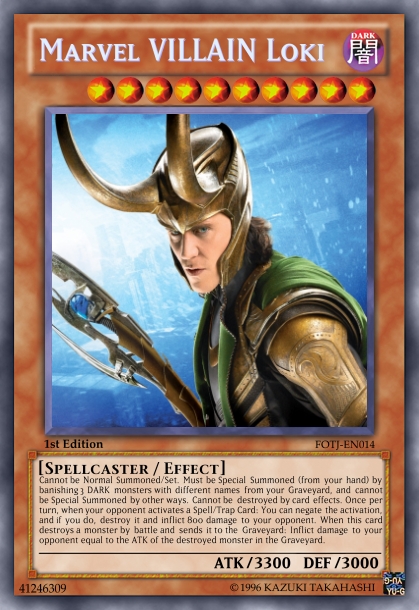 Marvel VILLAIN Loki
DARK
闇
1st Edition
FOTJ-EN014
[Spellcaster / Effect]
Cannot be Normal Summoned/Set. Must be Special Summoned (from your hand) by
banishing 3 DARK monsters with different names from your Graveyard, and cannot
be Special Summoned by other ways. Cannot be destroyed by card effects. Once per
turn, when your opponent activates a Spell/Trap Card: You can negate the activation,
and if you do, destroy it and inflict 800 damage to your opponent. When this card
destroys a monster by battle and sends it to the Graveyard: Inflict damage to your
opponent equal to the ATK of the destroyed monster in the Graveyard.
ATK/3300 DEF/3000
41246309
©1996 KAZUKI TAKAHASHI